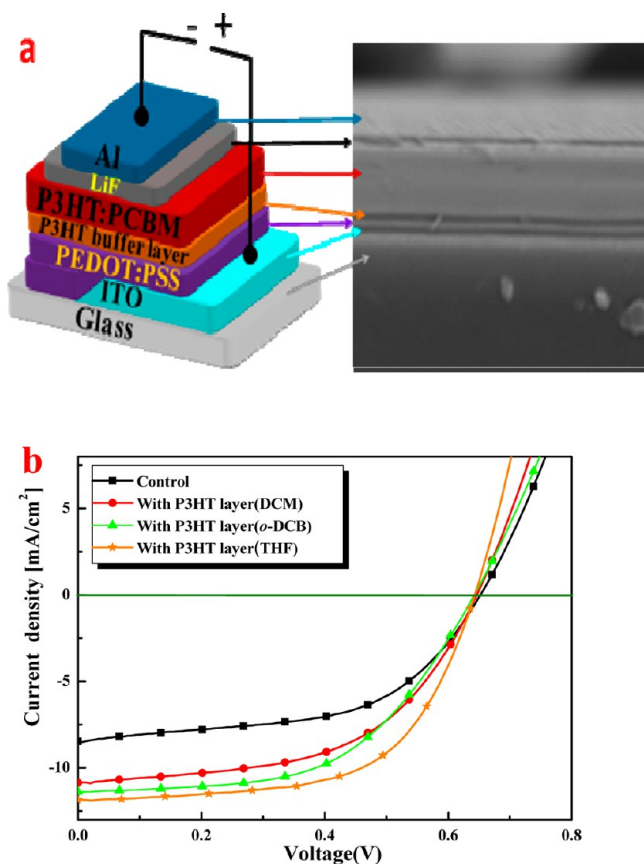 a
- +
Al
LiF
P3HT:PCBM
P3HT buffer layer
PEDOT:PSS
ITO
Glass
b
Control
With P3HT layer(DCM)
With P3HT layer(o-DCB)
With P3HT layer(THF)
Current density [mA/cm²]
5
0
-5
-10
0.0 0.2 0.4 0.6 0.8
Voltage(V)